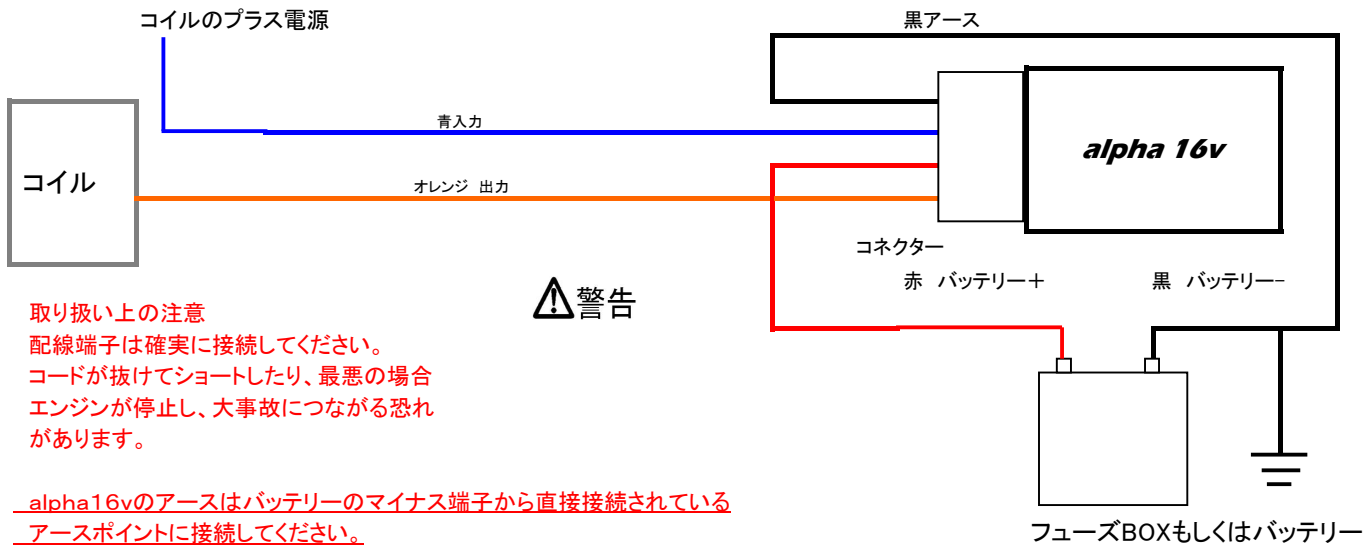 コイルのプラス電源
黒アース
青入力
alpha 16v
コイル
オレンジ 出力
コネクター
赤 バッテリー＋
黒 バッテリー−
警告
取り扱い上の注意
配線端子は確実に接続してください。
コードが抜けてショートしたり、最悪の場合
エンジンが停止し、大事故につながる恐れ
があります。
alpha16vのアースはバッテリーのマイナス端子から直接接続されている
アースポイントに接続してください。
フューズBOXもしくはバッテリー